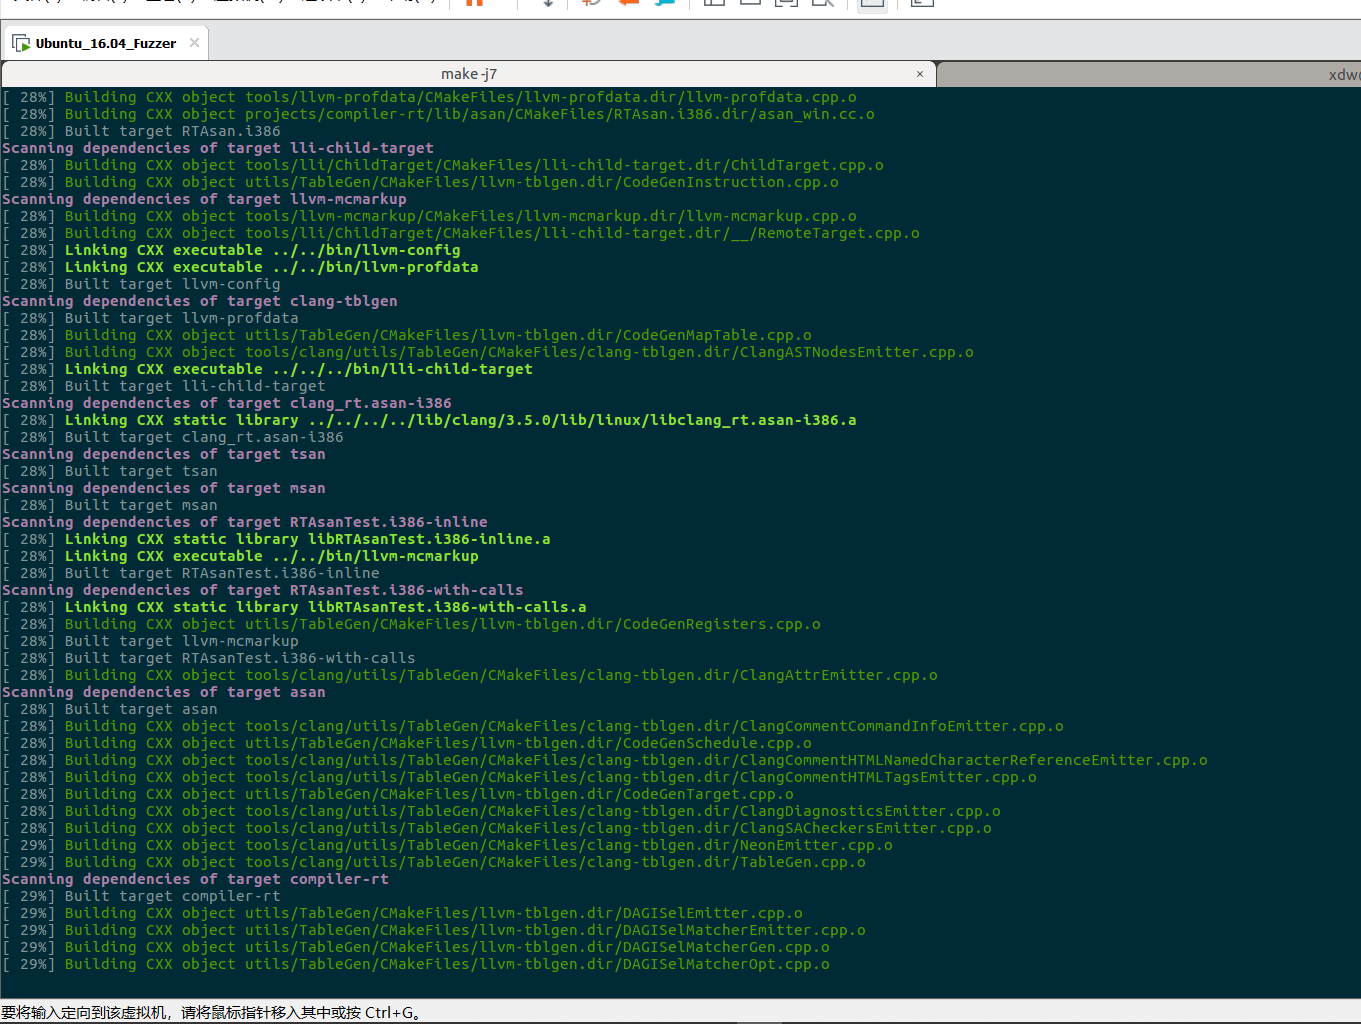 Ubuntu_16.04_Fuzzer
make -j7
[ 28%] Building CXX object tools/llvm-profdata/CMakeFiles/llvm-profdata.dir/llvm-profdata.cpp.o
[ 28%] Building CXX object projects/compiler-rt/lib/asan/CMakeFiles/RTAsan.i386.dir/asan_win.cc.o
[ 28%] Built target RTAsan.i386
Scanning dependencies of target lli-child-target
[ 28%] Building CXX object tools/lli/ChildTarget/CMakeFiles/lli-child-target.dir/ChildTarget.cpp.o
[ 28%] Building CXX object utils/TableGen/CMakeFiles/llvm-tblgen.dir/CodeGenInstruction.cpp.o
Scanning dependencies of target llvm-mcmarkup
[ 28%] Building CXX object tools/llvm-mcmarkup/CMakeFiles/llvm-mcmarkup.dir/llvm-mcmarkup.cpp.o
[ 28%] Building CXX object tools/lli/ChildTarget/CMakeFiles/lli-child-target.dir/__/RemoteTarget.cpp.o
[ 28%] Linking CXX executable ../../bin/llvm-config
[ 28%] Linking CXX executable ../../bin/llvm-profdata
[ 28%] Built target llvm-config
Scanning dependencies of target clang-tblgen
[ 28%] Built target llvm-profdata
[ 28%] Building CXX object utils/TableGen/CMakeFiles/llvm-tblgen.dir/CodeGenMapTable.cpp.o
[ 28%] Building CXX object tools/clang/utils/TableGen/CMakeFiles/clang-tblgen.dir/ClangASTNodesEmitter.cpp.o
[ 28%] Linking CXX executable ../../../bin/lli-child-target
[ 28%] Built target lli-child-target
Scanning dependencies of target clang_rt.asan-i386
[ 28%] Linking CXX static library ../../../../lib/clang/3.5.0/lib/linux/libclang_rt.asan-i386.a
[ 28%] Built target clang_rt.asan-i386
Scanning dependencies of target tsan
[ 28%] Built target tsan
Scanning dependencies of target msan
[ 28%] Built target msan
Scanning dependencies of target RTAsanTest.i386-inline
[ 28%] Linking CXX static library libRTAsanTest.i386-inline.a
[ 28%] Linking CXX executable ../../bin/llvm-mcmarkup
[ 28%] Built target RTAsanTest.i386-inline
Scanning dependencies of target RTAsanTest.i386-with-calls
[ 28%] Linking CXX static library libRTAsanTest.i386-with-calls.a
[ 28%] Building CXX object utils/TableGen/CMakeFiles/llvm-tblgen.dir/CodeGenRegisters.cpp.o
[ 28%] Built target llvm-mcmarkup
[ 28%] Built target RTAsanTest.i386-with-calls
[ 28%] Building CXX object tools/clang/utils/TableGen/CMakeFiles/clang-tblgen.dir/ClangAttrEmitter.cpp.o
Scanning dependencies of target asan
[ 28%] Built target asan
[ 28%] Building CXX object tools/clang/utils/TableGen/CMakeFiles/clang-tblgen.dir/ClangCommentCommandInfoEmitter.cpp.o
[ 28%] Building CXX object utils/TableGen/CMakeFiles/llvm-tblgen.dir/CodeGenSchedule.cpp.o
[ 28%] Building CXX object tools/clang/utils/TableGen/CMakeFiles/clang-tblgen.dir/ClangCommentHTMLNamedCharacterReferenceEmitter.cpp.o
[ 28%] Building CXX object tools/clang/utils/TableGen/CMakeFiles/clang-tblgen.dir/ClangCommentHTMLTagsEmitter.cpp.o
[ 28%] Building CXX object utils/TableGen/CMakeFiles/llvm-tblgen.dir/CodeGenTarget.cpp.o
[ 28%] Building CXX object tools/clang/utils/TableGen/CMakeFiles/clang-tblgen.dir/ClangDiagnosticsEmitter.cpp.o
[ 28%] Building CXX object tools/clang/utils/TableGen/CMakeFiles/clang-tblgen.dir/ClangSACheckersEmitter.cpp.o
[ 29%] Building CXX object tools/clang/utils/TableGen/CMakeFiles/clang-tblgen.dir/NeonEmitter.cpp.o
[ 29%] Building CXX object tools/clang/utils/TableGen/CMakeFiles/clang-tblgen.dir/TableGen.cpp.o
Scanning dependencies of target compiler-rt
[ 29%] Built target compiler-rt
[ 29%] Building CXX object utils/TableGen/CMakeFiles/llvm-tblgen.dir/DAGISelEmitter.cpp.o
[ 29%] Building CXX object utils/TableGen/CMakeFiles/llvm-tblgen.dir/DAGISelMatcherEmitter.cpp.o
[ 29%] Building CXX object utils/TableGen/CMakeFiles/llvm-tblgen.dir/DAGISelMatcherGen.cpp.o
[ 29%] Building CXX object utils/TableGen/CMakeFiles/llvm-tblgen.dir/DAGISelMatcherOpt.cpp.o
要将输入定向到该虚拟机，请将鼠标指针移入其中或按 Ctrl+G。